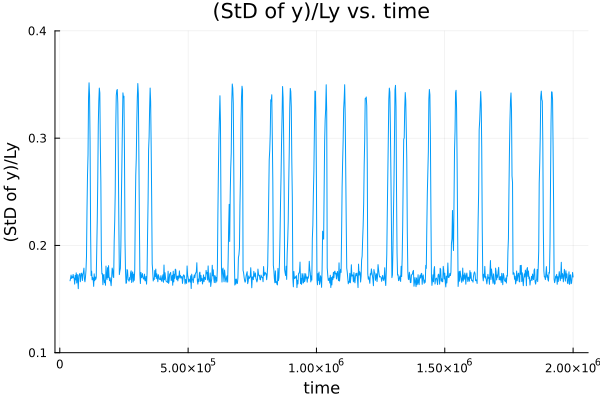 (StD of y)/Ly vs. time
0.4
0.3
0.2
0.1
(StD of y)/Ly
0 5.00×10⁵ 1.00×10⁶ 1.50×10⁶ 2.00×10⁶
time